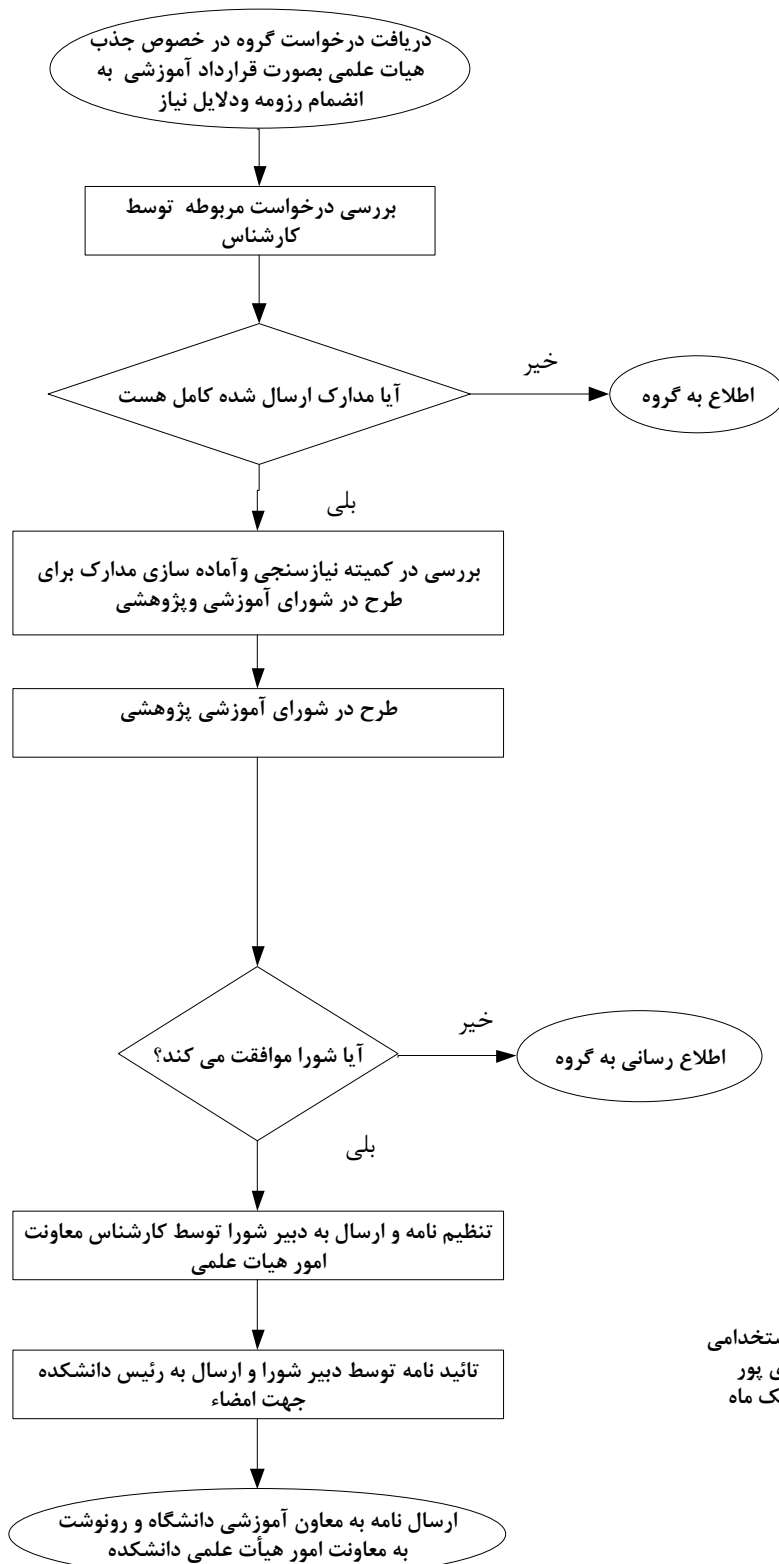 دریافت درخواست گروه در خصوص جذب
هیات علمی بصورت قرارداد آموزشی به
انضمام رزومه ودلایل نیاز
بررسی درخواست مربوطه توسط
کارشناس
آیا مدارک ارسال شده کامل هست
خیر
اطلاع به گروه
بلی
بررسی در کمیته نیازسنجی وآماده سازی مدارک برای
طرح در شورای آموزشی وپژوهشی
طرح در شورای آموزشی پژوهشی
آیا شورا موافقت می کند؟
خیر
اطلاع رسانی به گروه
بلی
تنظیم نامه و ارسال به دبیر شورا توسط کارشناس معاونت
امور هیات علمی
تائید نامه توسط دبیر شورا و ارسال به رئیس دانشکده
جهت امضاء
ارسال نامه به معاون آموزشی دانشگاه و رونوشت
به معاونت امور هیأت علمی دانشکده
پور
ماه